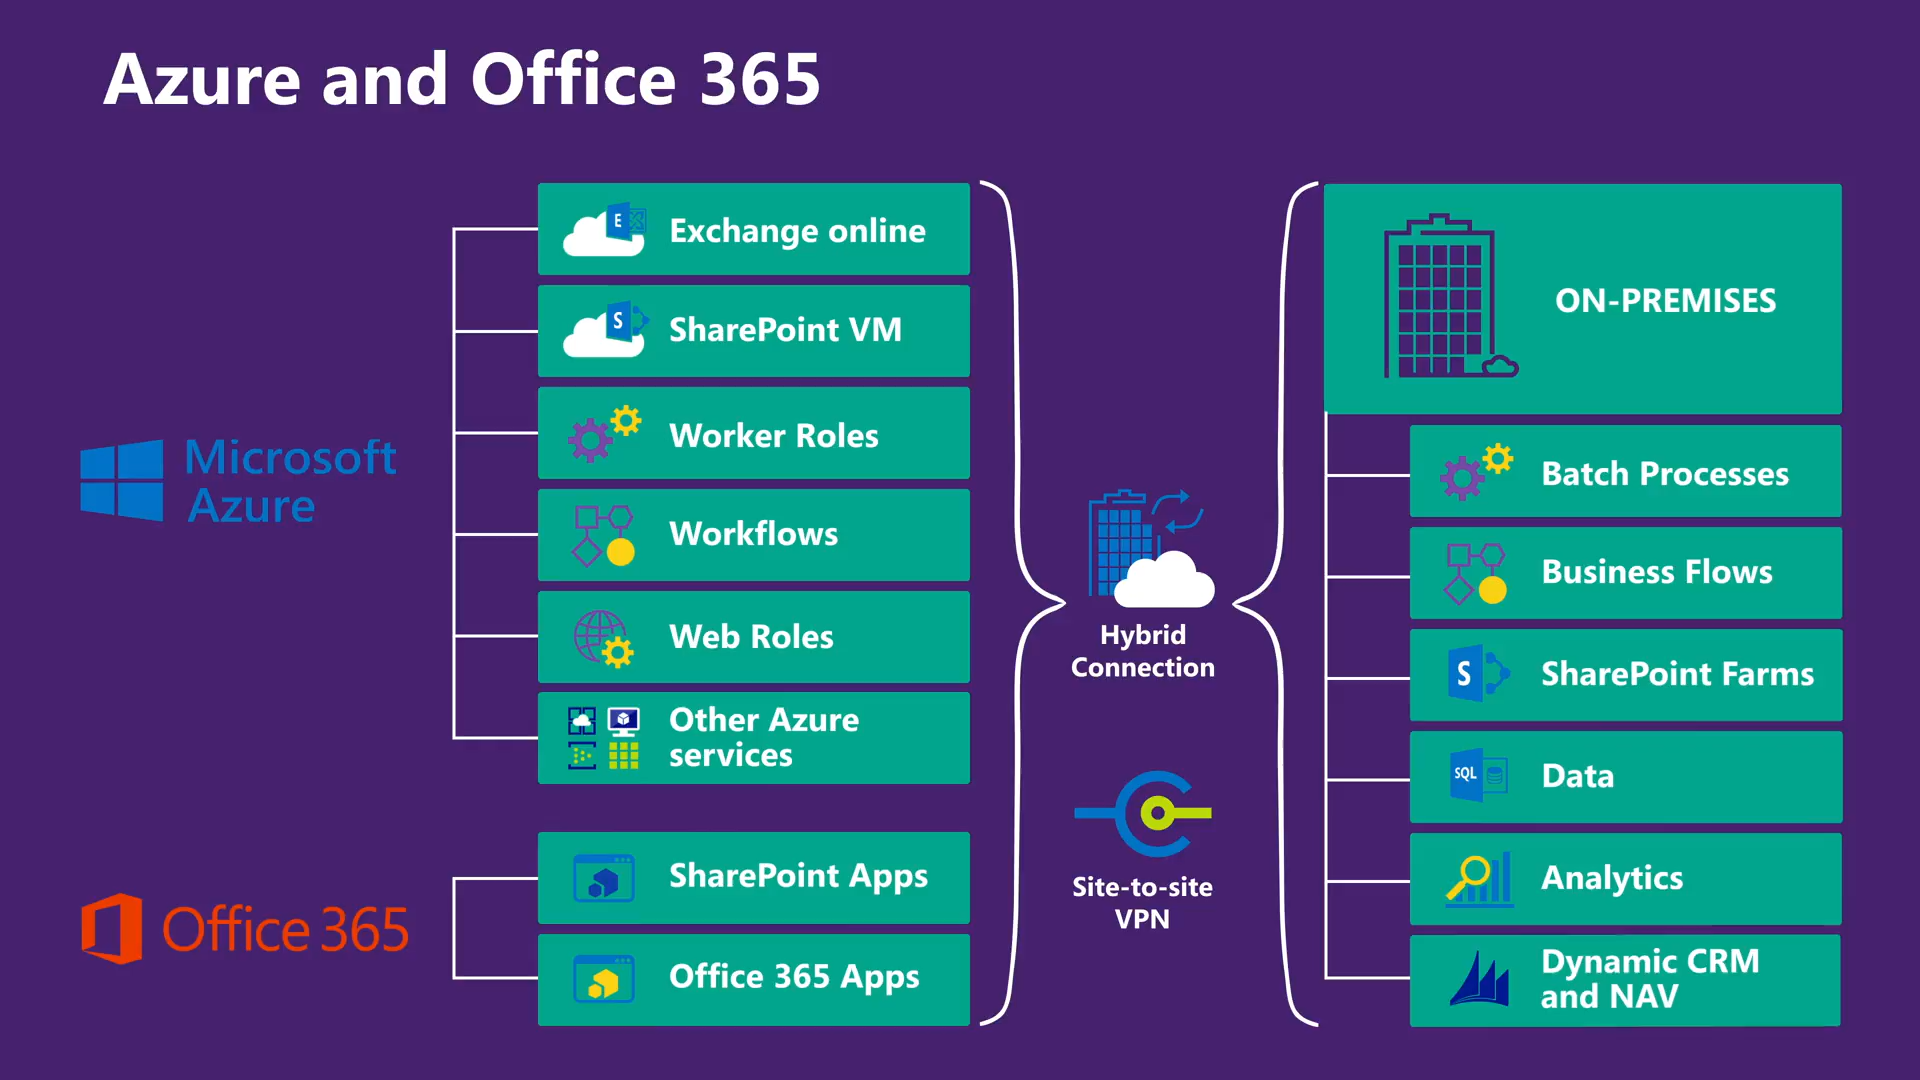 Azure and Office 365
Microsoft
Azure
E
Exchange online
S
SharePoint VM
Worker Roles
Workflows
Web Roles
Other Azure
services
Office 365
SharePoint Apps
Office 365 Apps
Hybrid
Connection
Site-to-site
VPN
ON-PREMISES
Batch Processes
Business Flows
S
SharePoint Farms
SQL
Data
Analytics
Dynamic CRM
and NAV